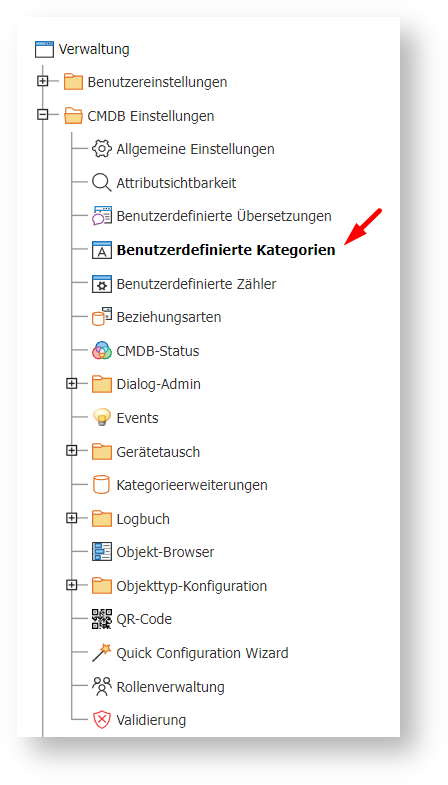 Verwaltung
Benutzereinstellungen
CMDB Einstellungen
Allgemeine Einstellungen
Attributsichtbarkeit
Benutzerdefinierte Übersetzungen
Benutzerdefinierte Kategorien
Benutzerdefinierte Zähler
Beziehungsarten
CMDB-Status
Dialog-Admin
Events
Gerätetausch
Kategorieerweiterungen
Logbuch
Objekt-Browser
Objekttyp-Konfiguration
QR-Code
Quick Configuration Wizard
Rollenverwaltung
Validierung